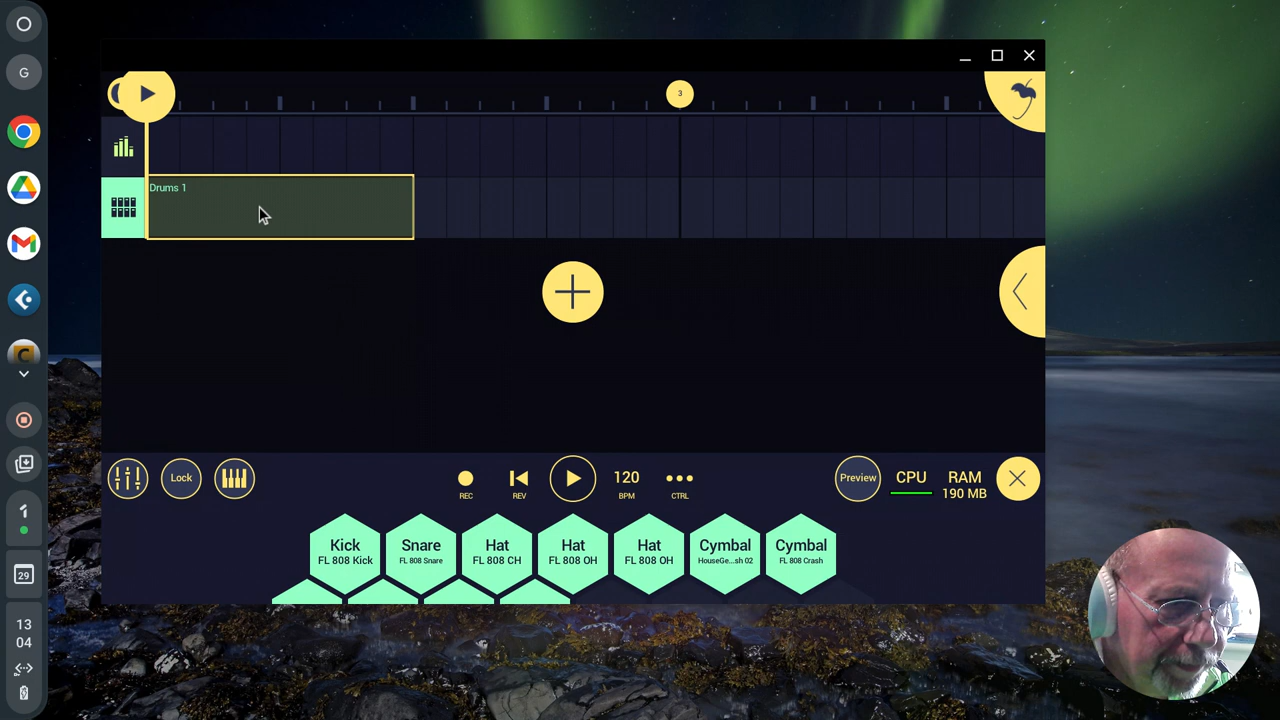 G
3
Drums 1
C
Lock
REC
REV
120
BPM
CTRL
Preview
CPU
RAM
190 MB
Kick
FL 808 Kick
Snare
FL 808 Snare
Hat
FL 808 CH
Hat
FL 808 OH
Hat
FL 808 OH
Cymbal
HouseGe...sh 02
Cymbal
FL 808 Crash
29
13
04